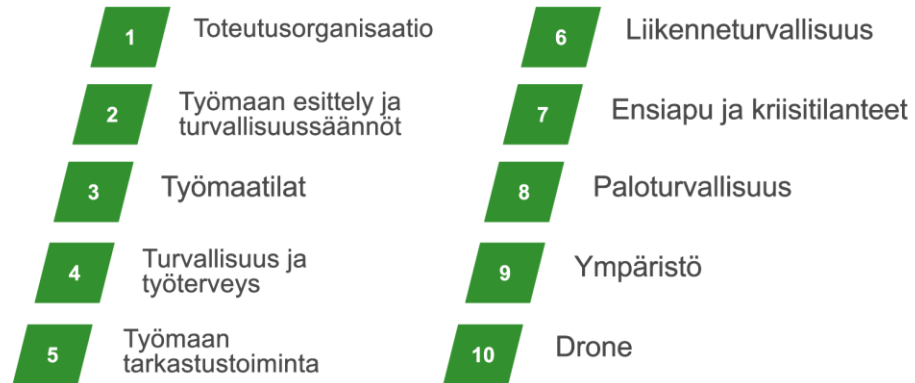 1 Toteutusorganisaatio
2 Työmaan esittely ja
turvallisuussäännöt
3 Työmaatilat
4 Turvallisuus ja
työterveys
5 Työmaan
tarkastustoiminta
6 Liikenneturvallisuus
7 Ensiapu ja kriisitilanteet
8 Paloturvallisuus
9 Ympäristö
10 Drone